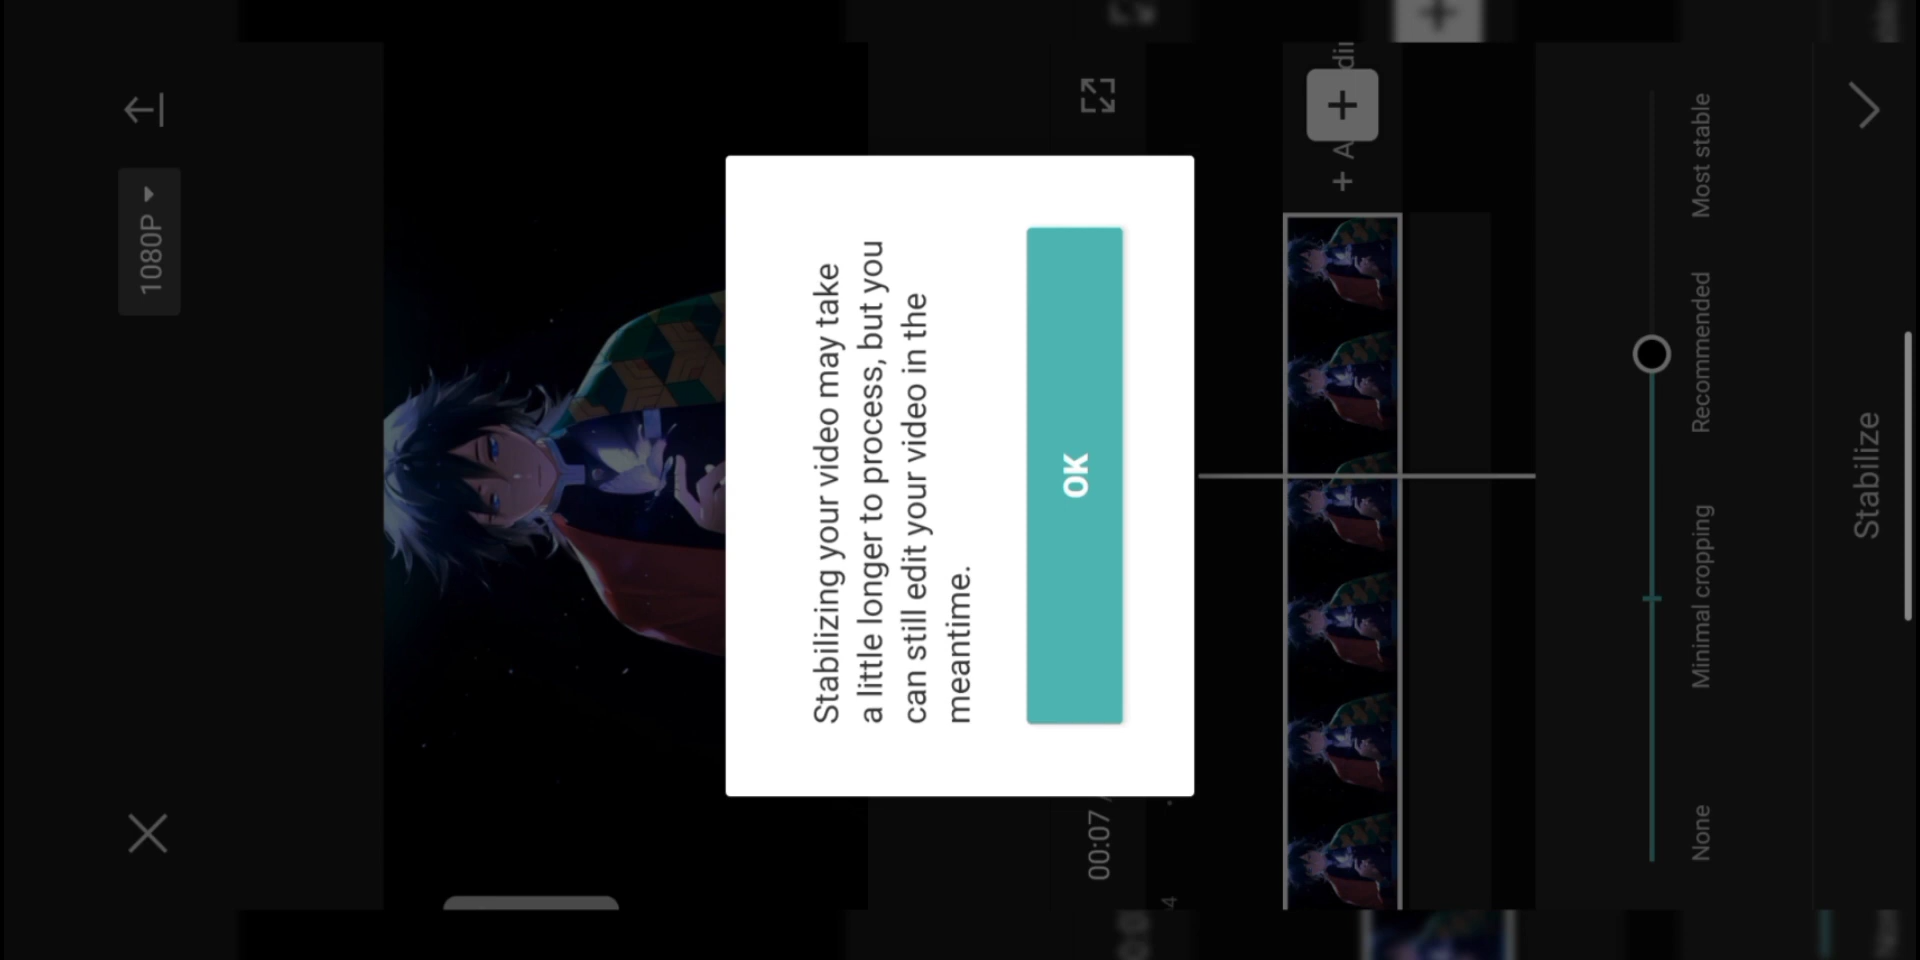 1080P
Stabilizing your video may take
a little longer to process, but you
can still edit your video in the
meantime.
OK
00:07 /
+ A
None
Minimal cropping
Recommended
Most stable
Stabilize